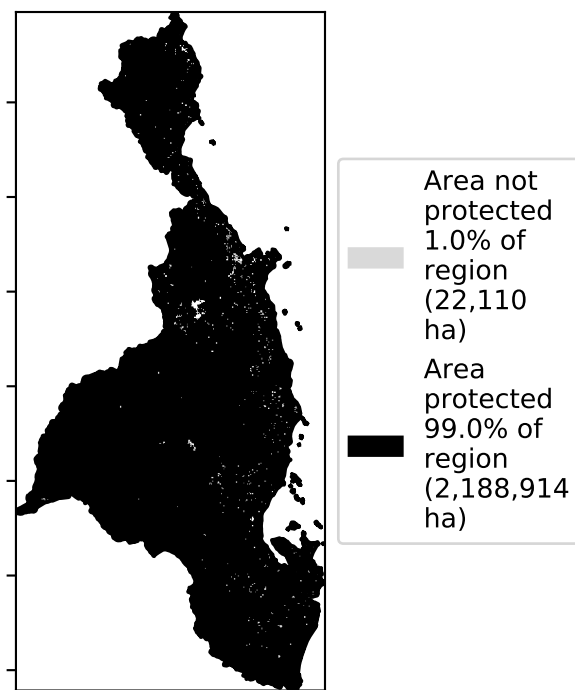 Area not
protected
1.0% of
region
(22,110
ha)
Area
protected
99.0% of
region
(2,188,914
ha)